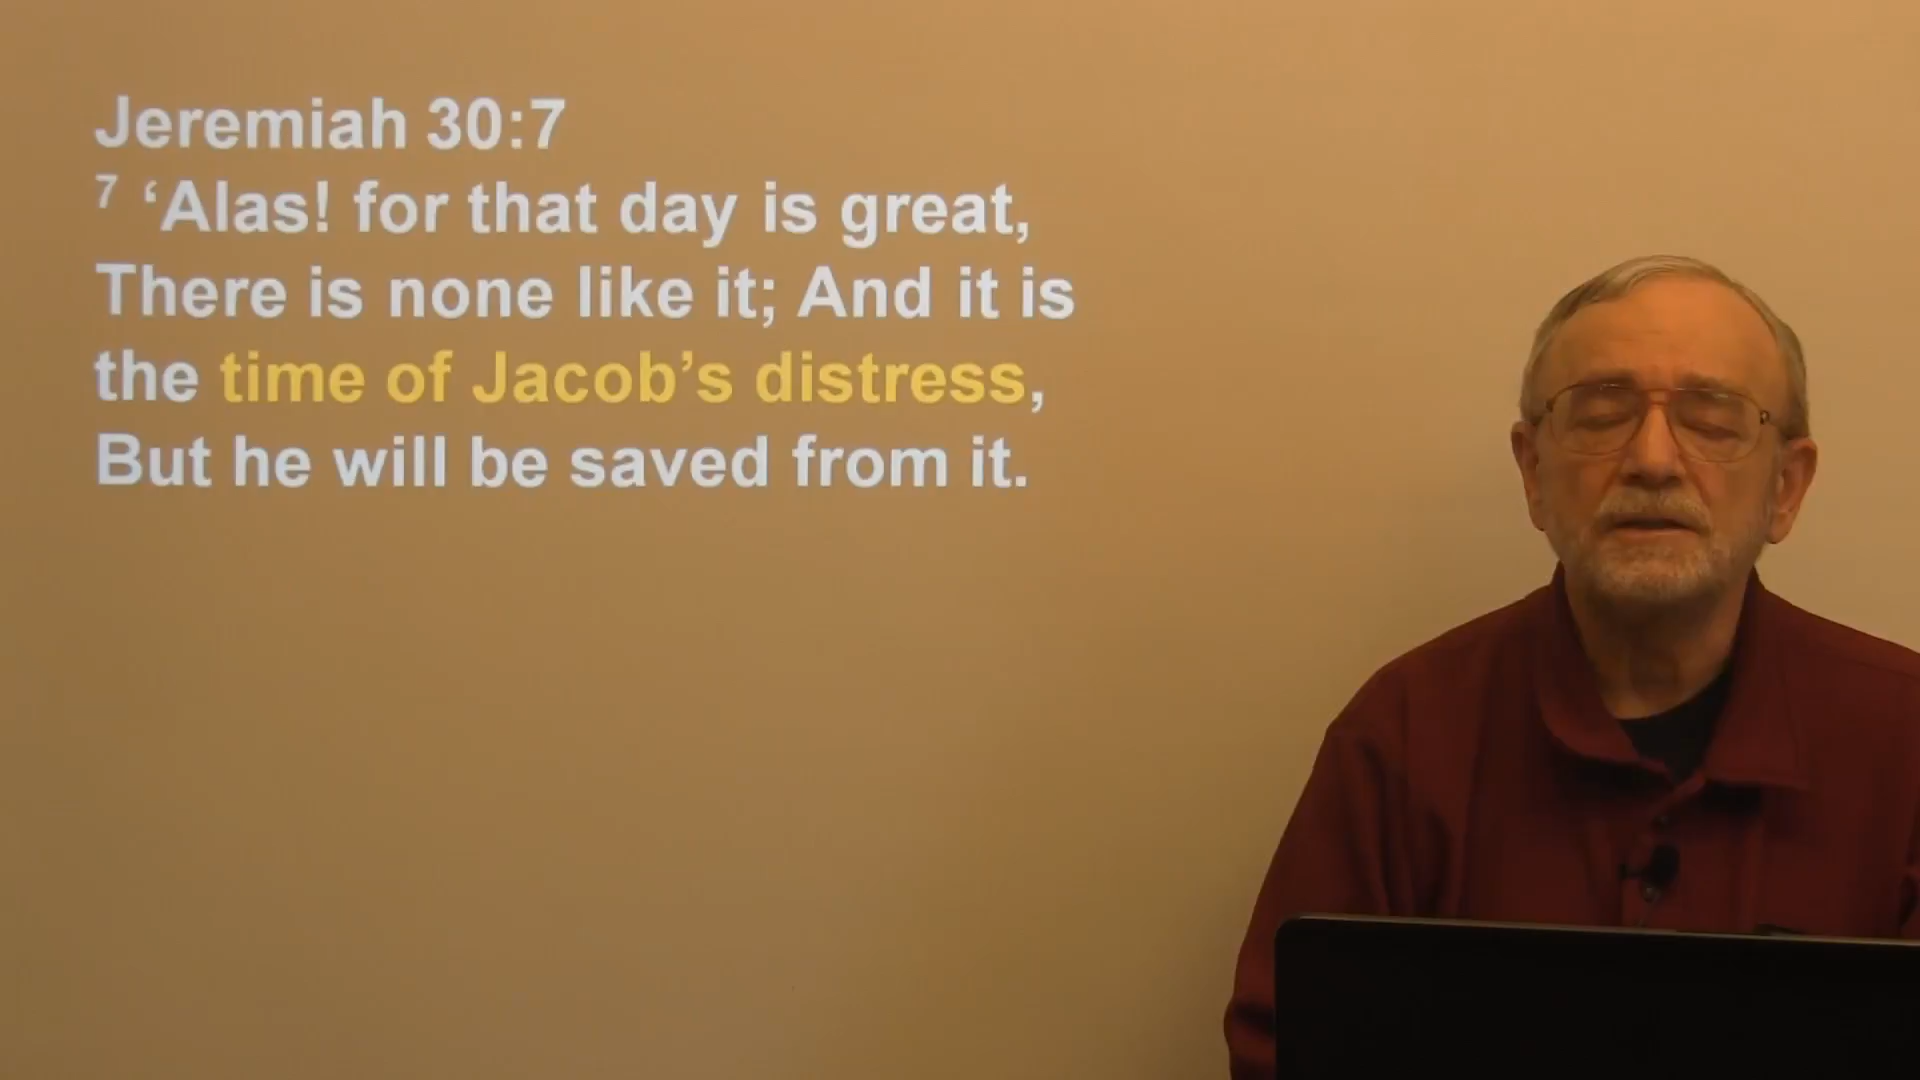 Jeremiah 30:7
7 ‘Alas! for that day is great,
There is none like it; And it is
the time of Jacob’s distress,
But he will be saved from it.